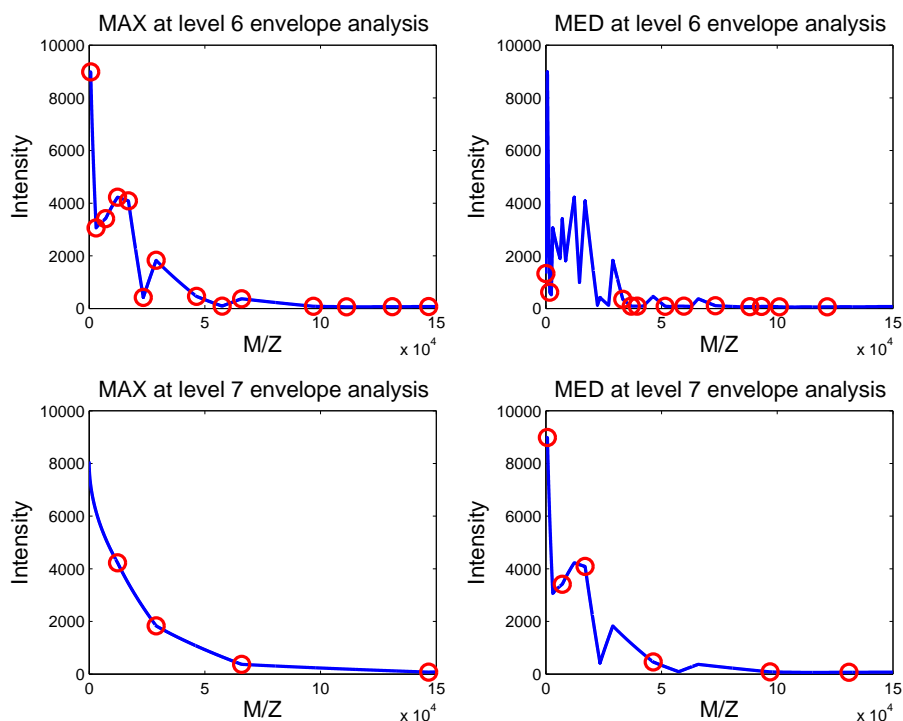 MAX at level 6 envelope analysis
10000
8000
6000
4000
2000
0
Intensity
0 5 10 15
x 10^4
M/Z
MED at level 6 envelope analysis
10000
8000
6000
4000
2000
0
Intensity
0 5 10 15
x 10^4
M/Z
MAX at level 7 envelope analysis
10000
8000
6000
4000
2000
0
Intensity
0 5 10 15
x 10^4
M/Z
MED at level 7 envelope analysis
10000
8000
6000
4000
2000
0
Intensity
0 5 10 15
x 10^4
M/Z